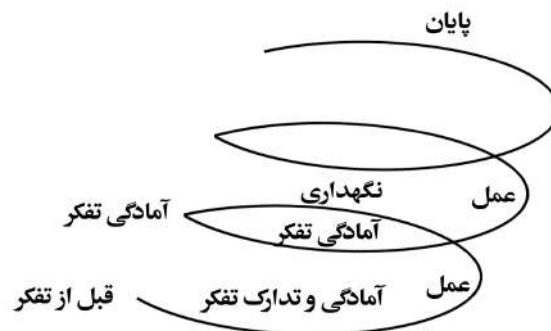 پایان
نگهداری
عمل
آمادگی تفکر
آمادگی تفکر
عمل
آمادگی و تدارک تفکر
قبل از تفکر